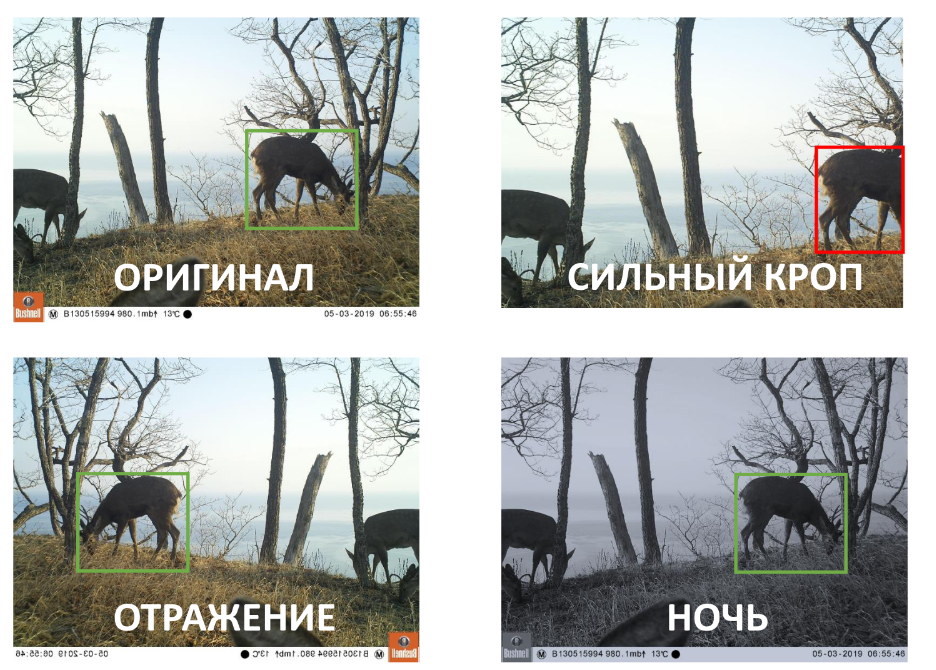 ОРИГИНАЛ
Bushnell Ⓜ B130515994 980.1mb↑ 13℃ ● 05-03-2019 06:55:46
СИЛЬНЫЙ КРОП
ОТРАЖЕНИЕ
05-03-2019 06:55:46 ● 13℃ 980.1mb↑ B130515994 Ⓜ Bushnell
НОЧЬ
Bushnell Ⓜ B130515994 980.1mb↑ 13℃ ● 05-03-2019 06:55:46